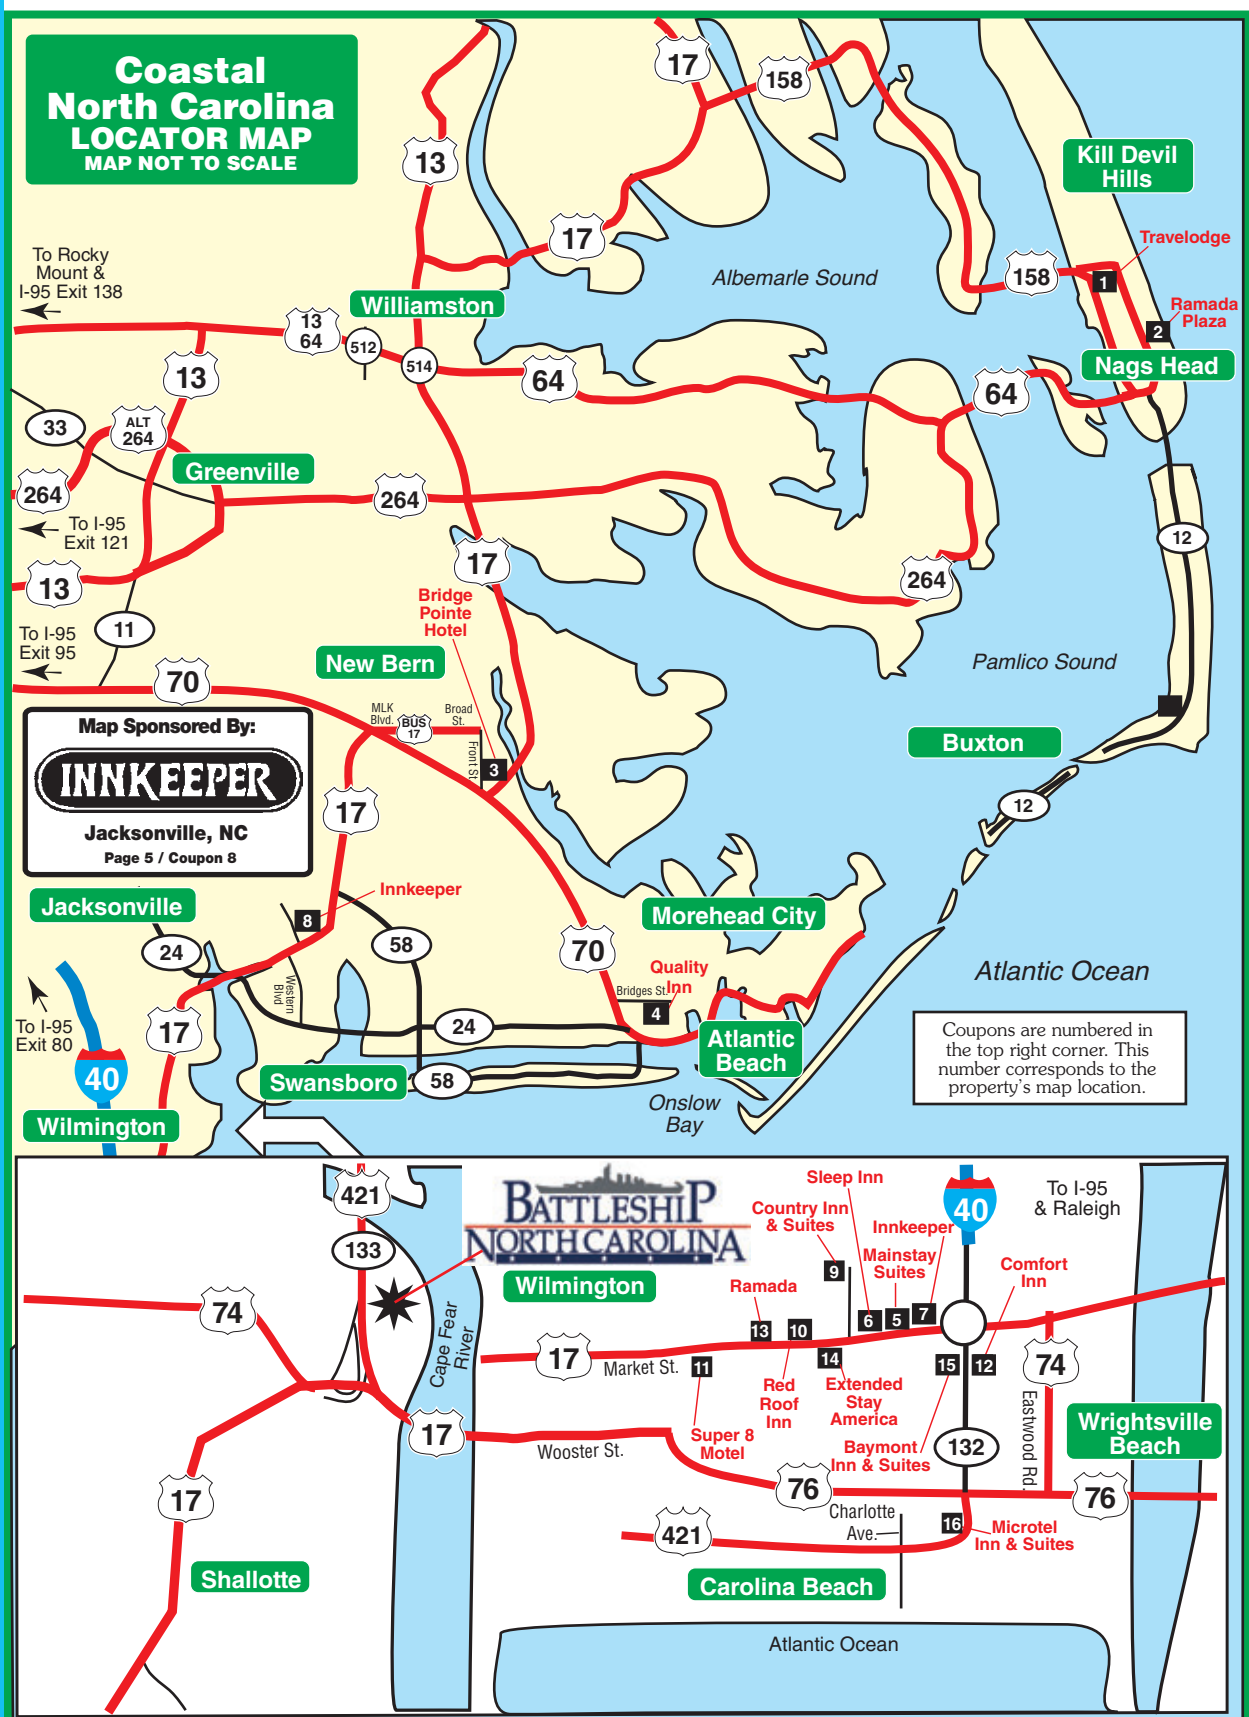 Coastal
North Carolina
LOCATOR MAP
MAP NOT TO SCALE
17
158
13
Kill Devil
Hills
17
Travelodge
To Rocky
Mount &
I-95 Exit 138
Albemarle Sound
158
1
Williamston
Ramada
Plaza
2
13
64
512
514
Nags Head
13
64
64
33
ALT
264
Greenville
264
264
To I-95
Exit 121
12
17
13
264
Bridge
Pointe
Hotel
11
To I-95
Exit 95
New Bern
Pamlico Sound
70
MLK
Blvd.
BUS
17
Broad
St.
Front St.
3
Map Sponsored By:
INNKEEPER
Jacksonville, NC
Page 5 / Coupon 8
Buxton
17
12
Jacksonville
Innkeeper
8
Morehead City
24
58
70
Atlantic Ocean
Quality
Inn
Western
Blvd
Bridges St.
4
To I-95
Exit 80
17
24
Atlantic
Beach
Coupons are numbered in
the top right corner. This
number corresponds to the
property's map location.
40
Swansboro
58
Onslow
Bay
Wilmington
421
BATTLESHIP
NORTH CAROLINA
Sleep Inn
40
To I-95
& Raleigh
Country Inn
& Suites
Innkeeper
133
Mainstay
Suites
9
Comfort
Inn
Wilmington
Ramada
74
Cape Fear
River
13
10
6
5
7
17
Market St.
11
14
15
12
74
Red
Roof
Inn
Extended
Stay
America
Eastwood Rd.
17
Super 8
Motel
Wooster St.
Baymont
Inn & Suites
132
Wrightsville
Beach
76
76
17
Charlotte
Ave.
421
16
Microtel
Inn & Suites
Shallotte
Carolina Beach
Atlantic Ocean